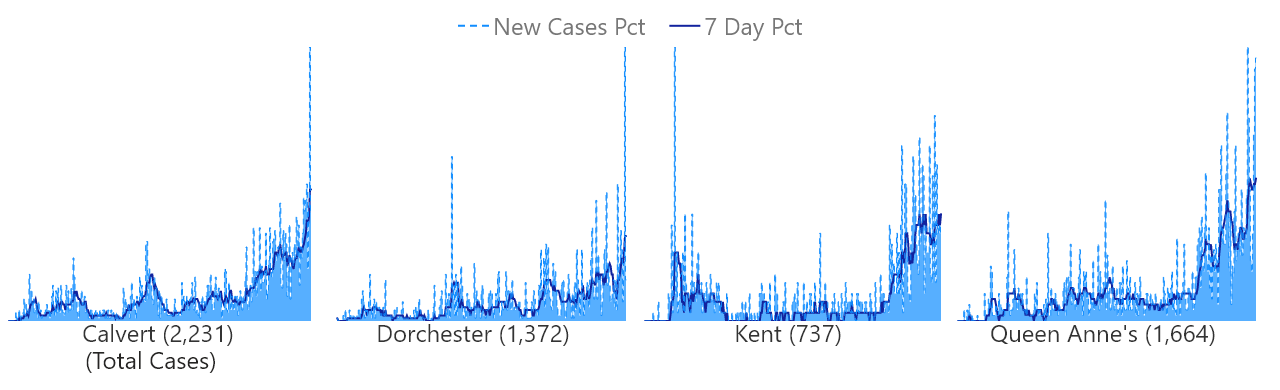 New Cases Pct 7 Day Pct
Calvert (2,231) Dorchester (1,372) Kent (737) Queen Anne's (1,664)
(Total Cases)